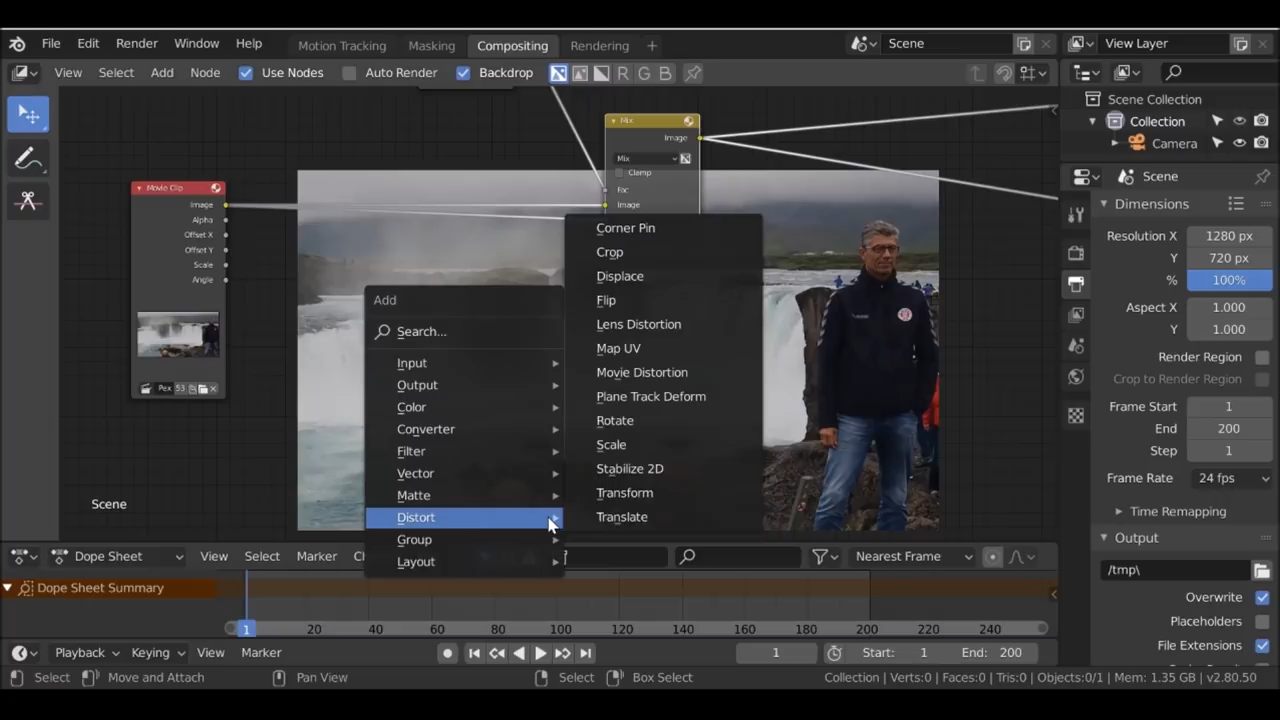 File Edit Render Window Help Motion Tracking Masking Compositing Rendering + Scene View Layer
View Select Add Node Use Nodes Auto Render Backdrop R G B
Scene Collection
Collection
Camera
Mix
Image
Mix
Clamp
Fac
Image
Movie Clip
Image
Alpha
Offset X
Offset Y
Scale
Angle
Pex 53
Add
Search...
Input
Output
Color
Converter
Filter
Vector
Matte
Distort
Group
Layout
Corner Pin
Crop
Displace
Flip
Lens Distortion
Map UV
Movie Distortion
Plane Track Deform
Rotate
Scale
Stabilize 2D
Transform
Translate
Scene
Scene
Dimensions
Resolution X 1280 px
Y 720 px
% 100%
Aspect X 1.000
Y 1.000
Render Region
Crop to Render Region
Frame Start 1
End 200
Step 1
Frame Rate 24 fps
Time Remapping
Output
/tmp\
Overwrite
Placeholders
File Extensions
Dope Sheet View Select Marker Nearest Frame
Dope Sheet Summary
1 20 40 60 80 100 120 140 160 180 200 220 240
Playback Keying View Marker 1 Start: 1 End: 200
Select Move and Attach Pan View Select Box Select Collection | Verts:0 | Faces:0 | Tris:0 | Objects:0/1 | Mem: 1.35 GB | v2.80.50